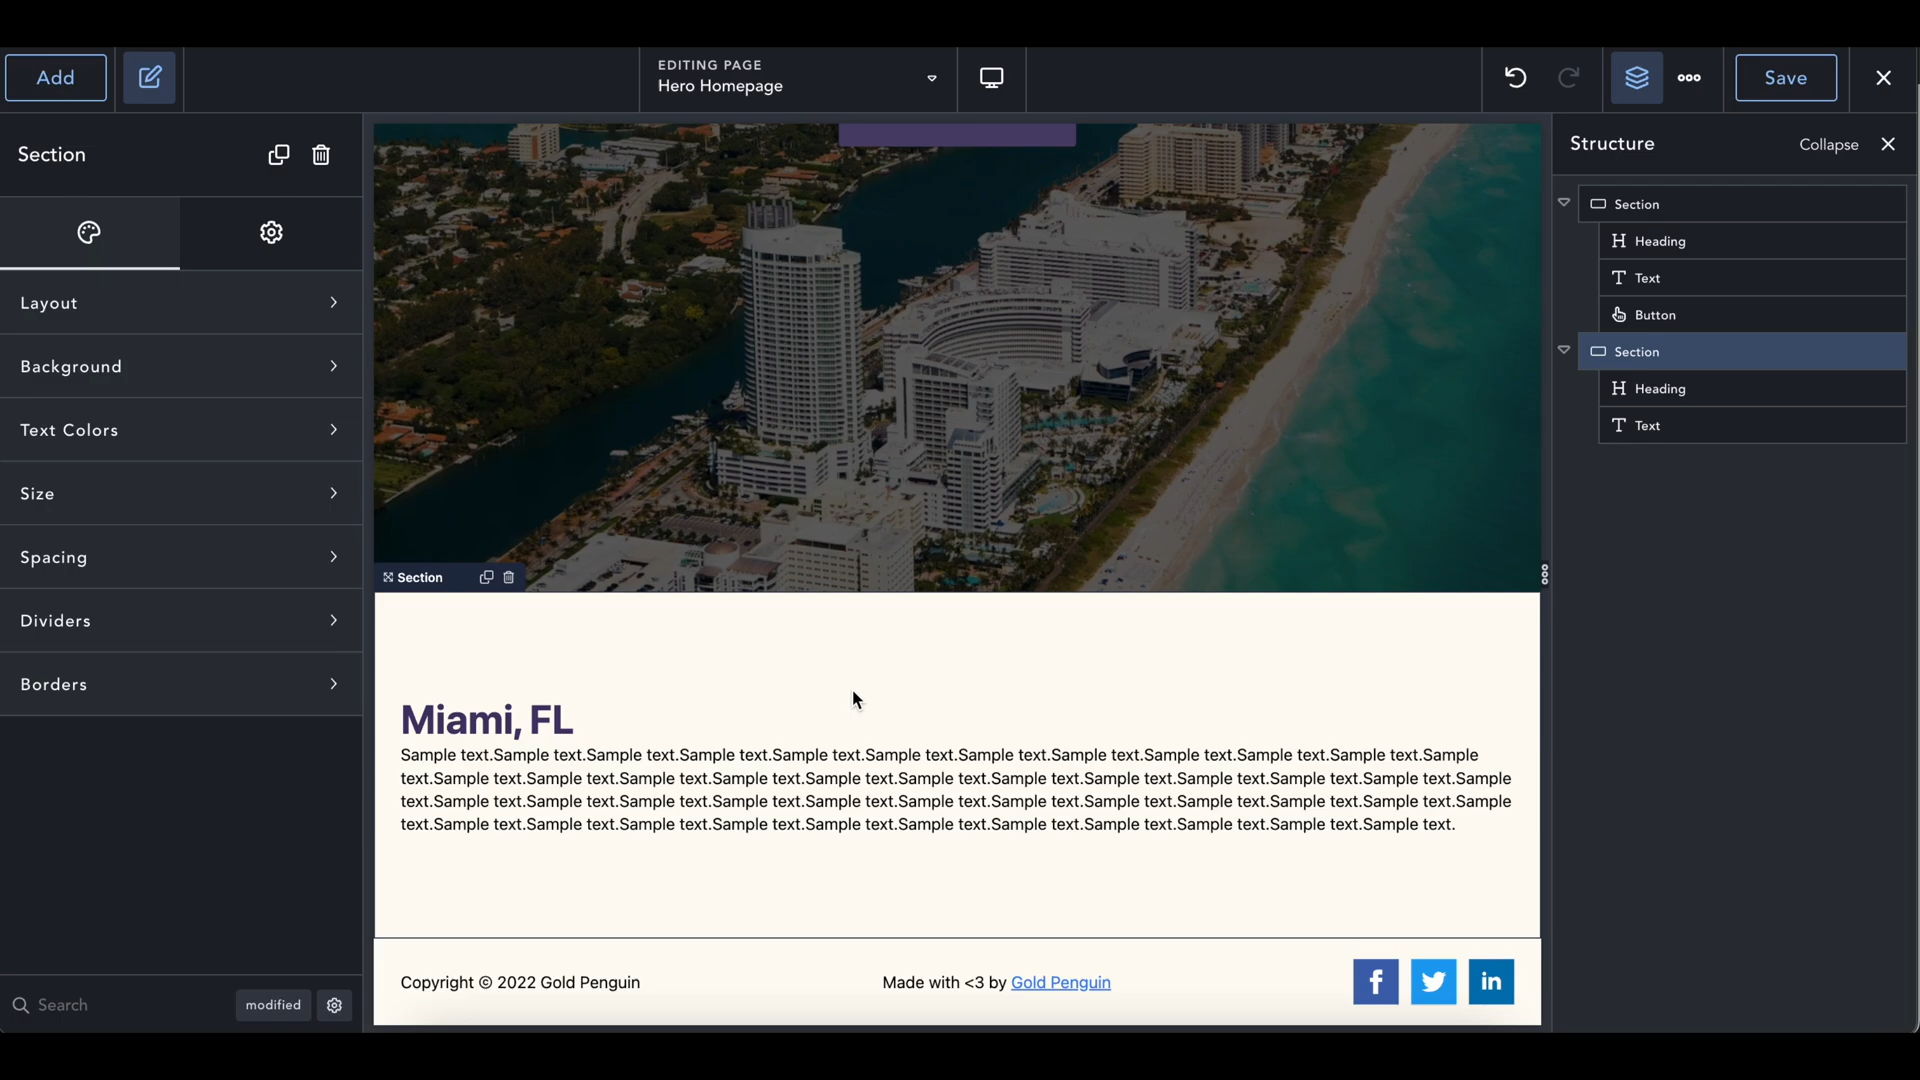 Add
EDITING PAGE
Hero Homepage
Save
Section
Layout
Background
Text Colors
Size
Spacing
Dividers
Borders
Search
modified
Section
Miami, FL
Sample text.Sample text.Sample text.Sample text.Sample text.Sample text.Sample text.Sample text.Sample text.Sample text.Sample text.Sample
text.Sample text.Sample text.Sample text.Sample text.Sample text.Sample text.Sample text.Sample text.Sample text.Sample text.Sample text.Sample
text.Sample text.Sample text.Sample text.Sample text.Sample text.Sample text.Sample text.Sample text.Sample text.Sample text.Sample text.Sample
text.Sample text.Sample text.Sample text.Sample text.Sample text.Sample text.Sample text.Sample text.Sample text.Sample text.Sample text.
Copyright © 2022 Gold Penguin
Made with <3 by Gold Penguin
f
in
Structure
Collapse
Section
Heading
Text
Button
Section
Heading
Text